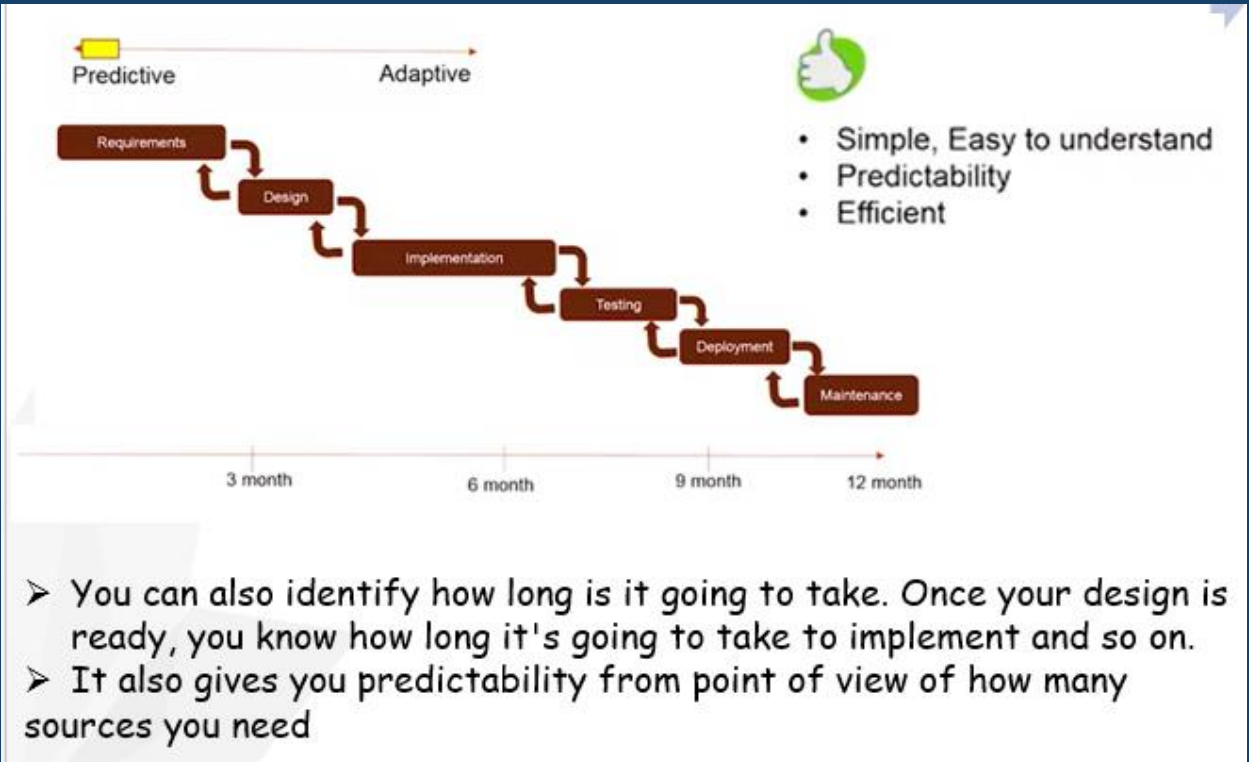 Predictive Adaptive
Requirements
Design
Implementation
Testing
Deployment
Maintenance
3 month 6 month 9 month 12 month
• Simple, Easy to understand
• Predictability
• Efficient
➢ You can also identify how long is it going to take. Once your design is
ready, you know how long it's going to take to implement and so on.
➢ It also gives you predictability from point of view of how many
sources you need